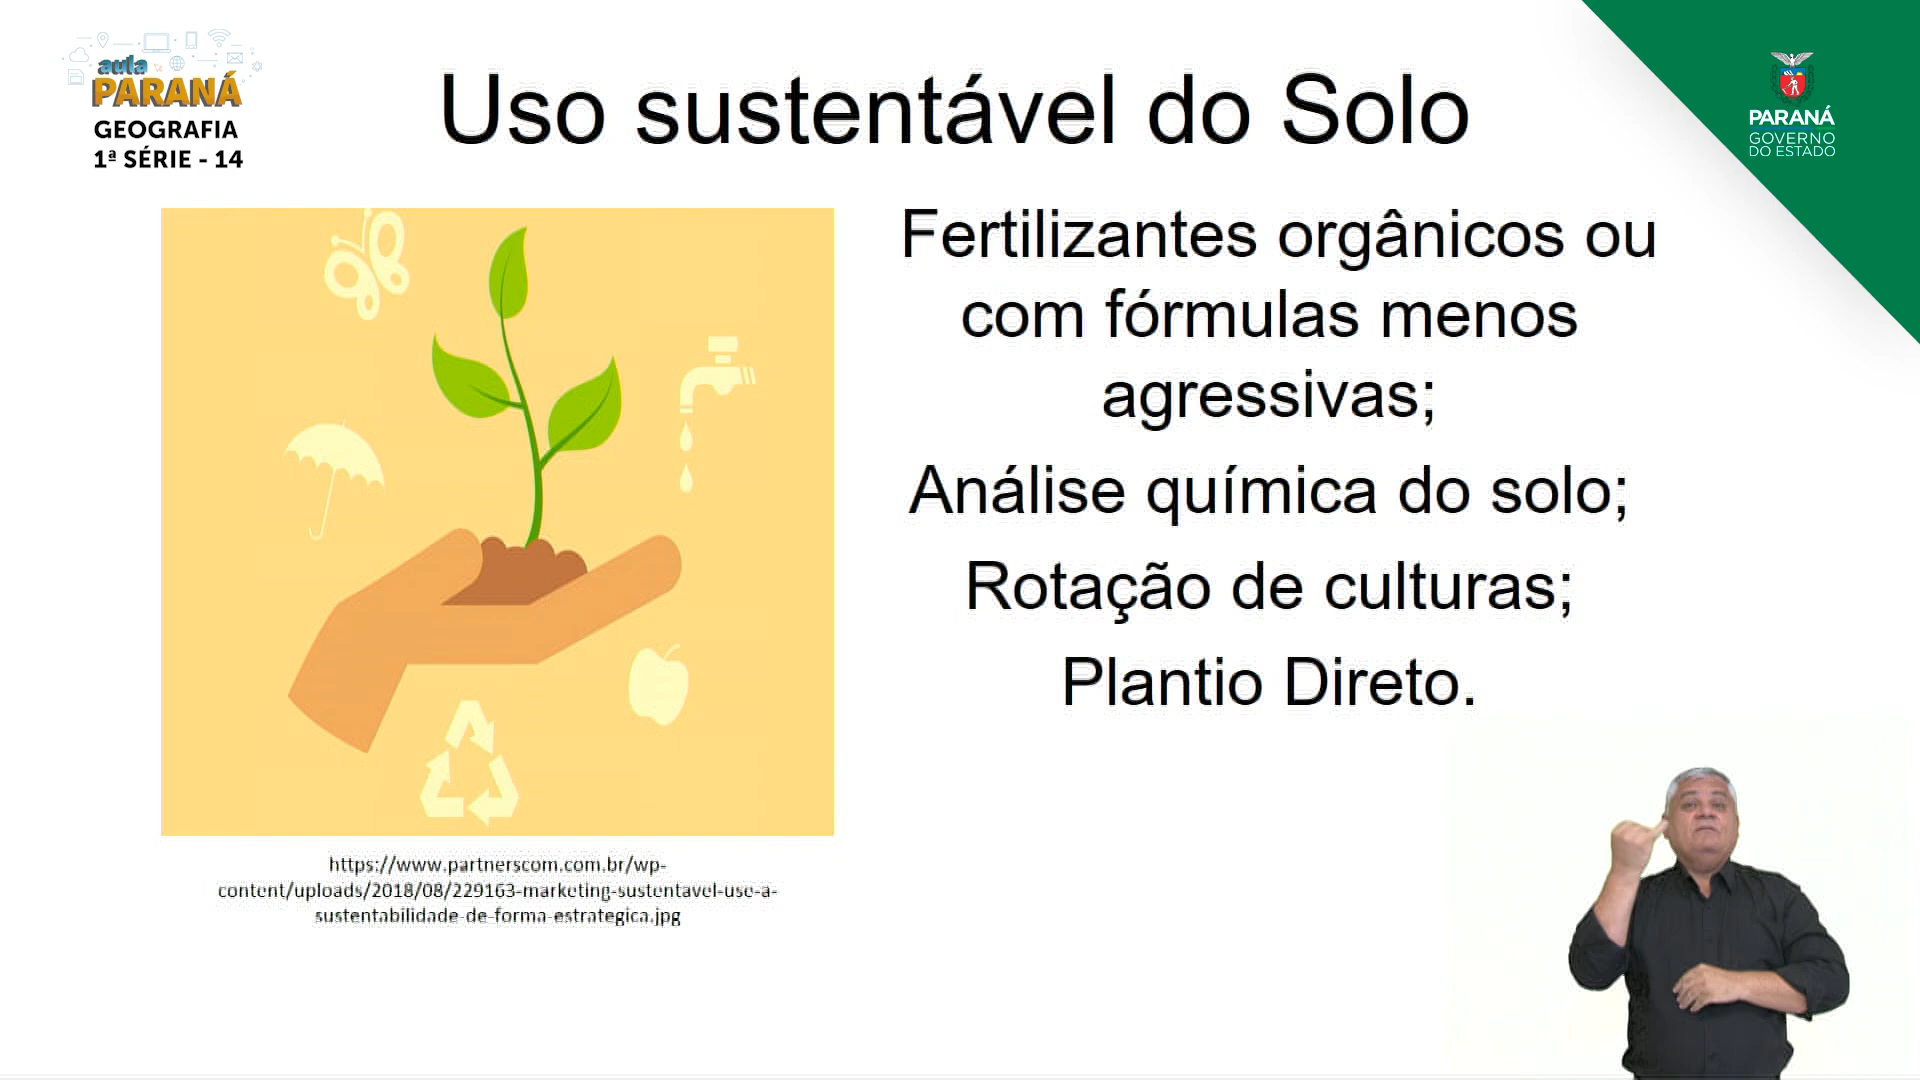 aula
PARANÁ
GEOGRAFIA
1ª SÉRIE - 14
Uso sustentável do Solo
PARANÁ
GOVERNO
DO ESTADO
Fertilizantes orgânicos ou
com fórmulas menos
agressivas;
Análise química do solo;
Rotação de culturas;
Plantio Direto.
https://www.partnerscom.com.br/wp-
content/uploads/2018/08/229163-marketing-sustentavel-use-a-
sustentabilidade-de-forma-estrategica.jpg